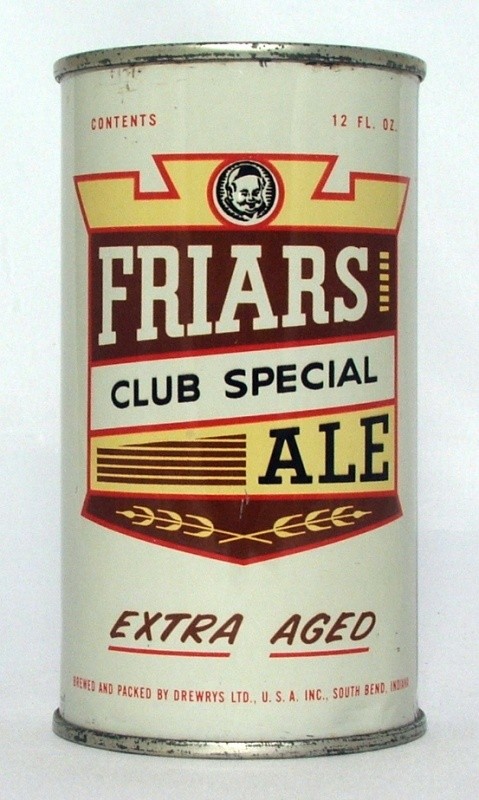 CONTENTS 12 FL. OZ.
FRIARS
CLUB SPECIAL
ALE
EXTRA AGED
BREWED AND PACKED BY DREWRYS LTD., U.S.A. INC., SOUTH BEND, INDIANA